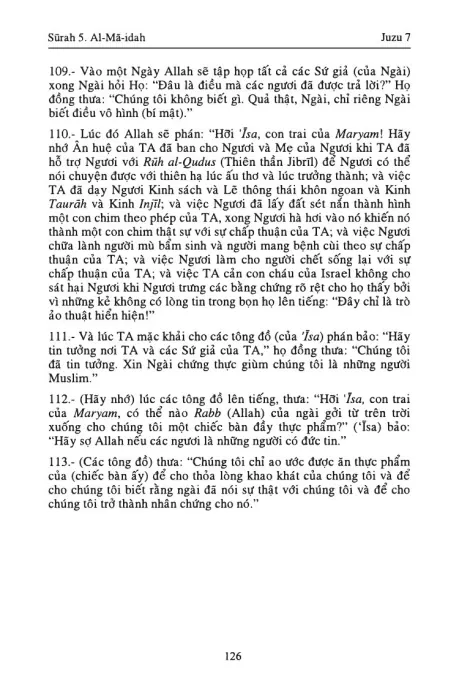 Sūrah 5. Al-Mā-idah Juzu 7
109.- Vào một Ngày Allah sẽ tập họp tất cả các Sứ giả (của Ngài)
xong Ngài hỏi Họ: “Đâu là điều mà các ngươi đã được trả lời?” Họ
đồng thưa: “Chúng tôi không biết gì. Quả thật, Ngài, chỉ riêng Ngài
biết điều vô hình (bí mật).”
110.- Lúc đó Allah sẽ phán: “Hỡi 'Īsa, con trai của Maryam! Hãy
nhớ Ân huệ của TA đã ban cho Ngươi và Mẹ của Ngươi khi TA đã
hỗ trợ Ngươi với Rūh al-Qudus (Thiên thần Jibrīl) để Ngươi có thể
nói chuyện được với thiên hạ lúc ấu thơ và lúc trưởng thành; và việc
TA đã dạy Ngươi Kinh sách và Lẽ thông thái khôn ngoan và Kinh
Taurāh và Kinh Injīl; và việc Ngươi đã lấy đất sét nắn thành hình
một con chim theo phép của TA, xong Ngươi hà hơi vào nó khiến nó
thành một con chim thật sự với sự chấp thuận của TA; và việc Ngươi
chữa lành người mù bẩm sinh và người mang bệnh cùi theo sự chấp
thuận của TA; và việc Ngươi làm cho người chết sống lại với sự
chấp thuận của TA; và việc TA cản con cháu của Israel không cho
sát hại Ngươi khi Ngươi trưng các bằng chứng rõ rệt cho họ thấy bởi
vì những kẻ không có lòng tin trong bọn họ lên tiếng: “Đây chỉ là trò
ảo thuật hiển hiện!”
111.- Và lúc TA mặc khải cho các tông đồ (của 'Īsa) phán bảo: “Hãy
tin tưởng nơi TA và các Sứ giả của TA,” họ đồng thưa: “Chúng tôi
đã tin tưởng. Xin Ngài chứng thực giùm chúng tôi là những người
Muslim.”
112.- (Hãy nhớ) lúc các tông đồ lên tiếng, thưa: “Hỡi 'Īsa, con trai
của Maryam, có thể nào Rabb (Allah) của ngài gởi từ trên trời
xuống cho chúng tôi một chiếc bàn đầy thực phẩm?” ('Īsa) bảo:
“Hãy sợ Allah nếu các ngươi là những người có đức tin.”
113.- (Các tông đồ) thưa: “Chúng tôi chỉ ao ước được ăn thực phẩm
của (chiếc bàn ấy) để cho thỏa lòng khao khát của chúng tôi và để
cho chúng tôi biết rằng ngài đã nói sự thật với chúng tôi và để cho
chúng tôi trở thành nhân chứng cho nó.”
126